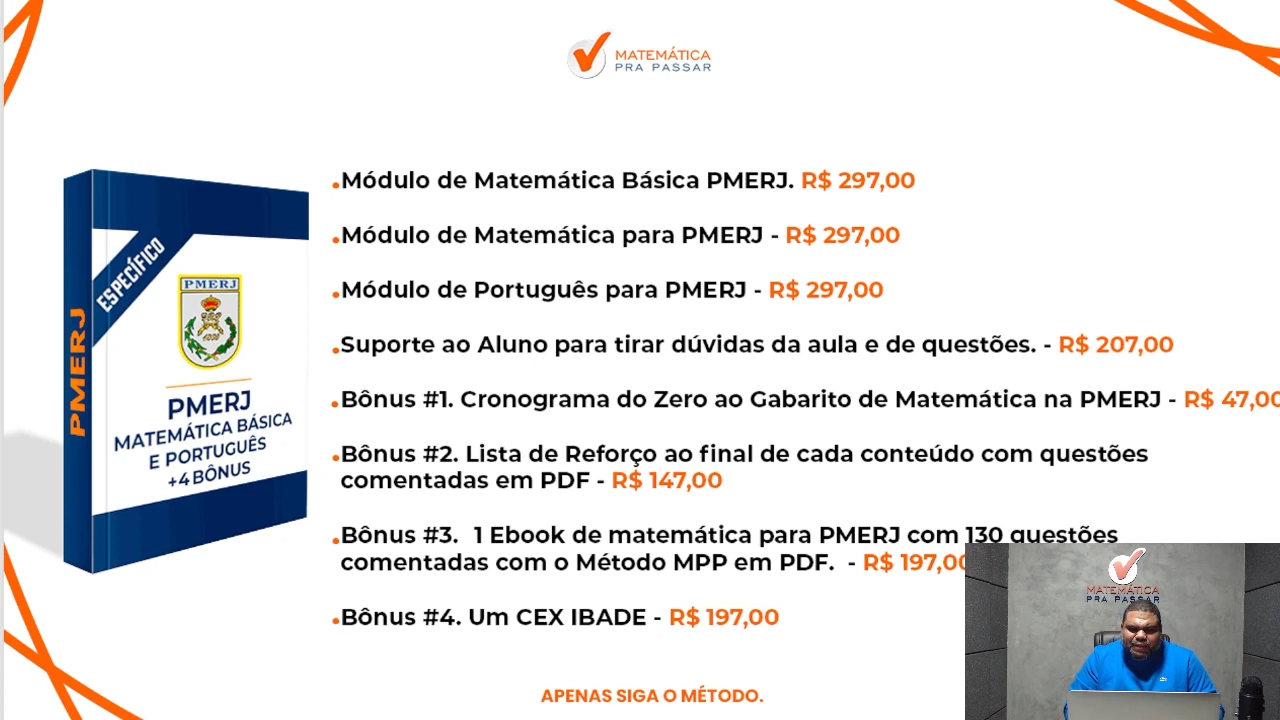 MATEMÁTICA
PRA PASSAR
.Módulo de Matemática Básica PMERJ. R$ 297,00
.Módulo de Matemática para PMERJ - R$ 297,00
.Módulo de Português para PMERJ - R$ 297,00
.Suporte ao Aluno para tirar dúvidas da aula e de questões. - R$ 207,00
.Bônus #1. Cronograma do Zero ao Gabarito de Matemática na PMERJ - R$ 47,00
.Bônus #2. Lista de Reforço ao final de cada conteúdo com questões
comentadas em PDF - R$ 147,00
.Bônus #3. 1 Ebook de matemática para PMERJ com 130 questões
comentadas com o Método MPP em PDF. - R$ 197,00
.Bônus #4. Um CEX IBADE - R$ 197,00
ESPECÍFICO
PMERJ
PMERJ
PMERJ
MATEMÁTICA BÁSICA
E PORTUGUÊS
+4 BÔNUS
MATEMÁTICA
PRA PASSAR
APENAS SIGA O MÉTODO.